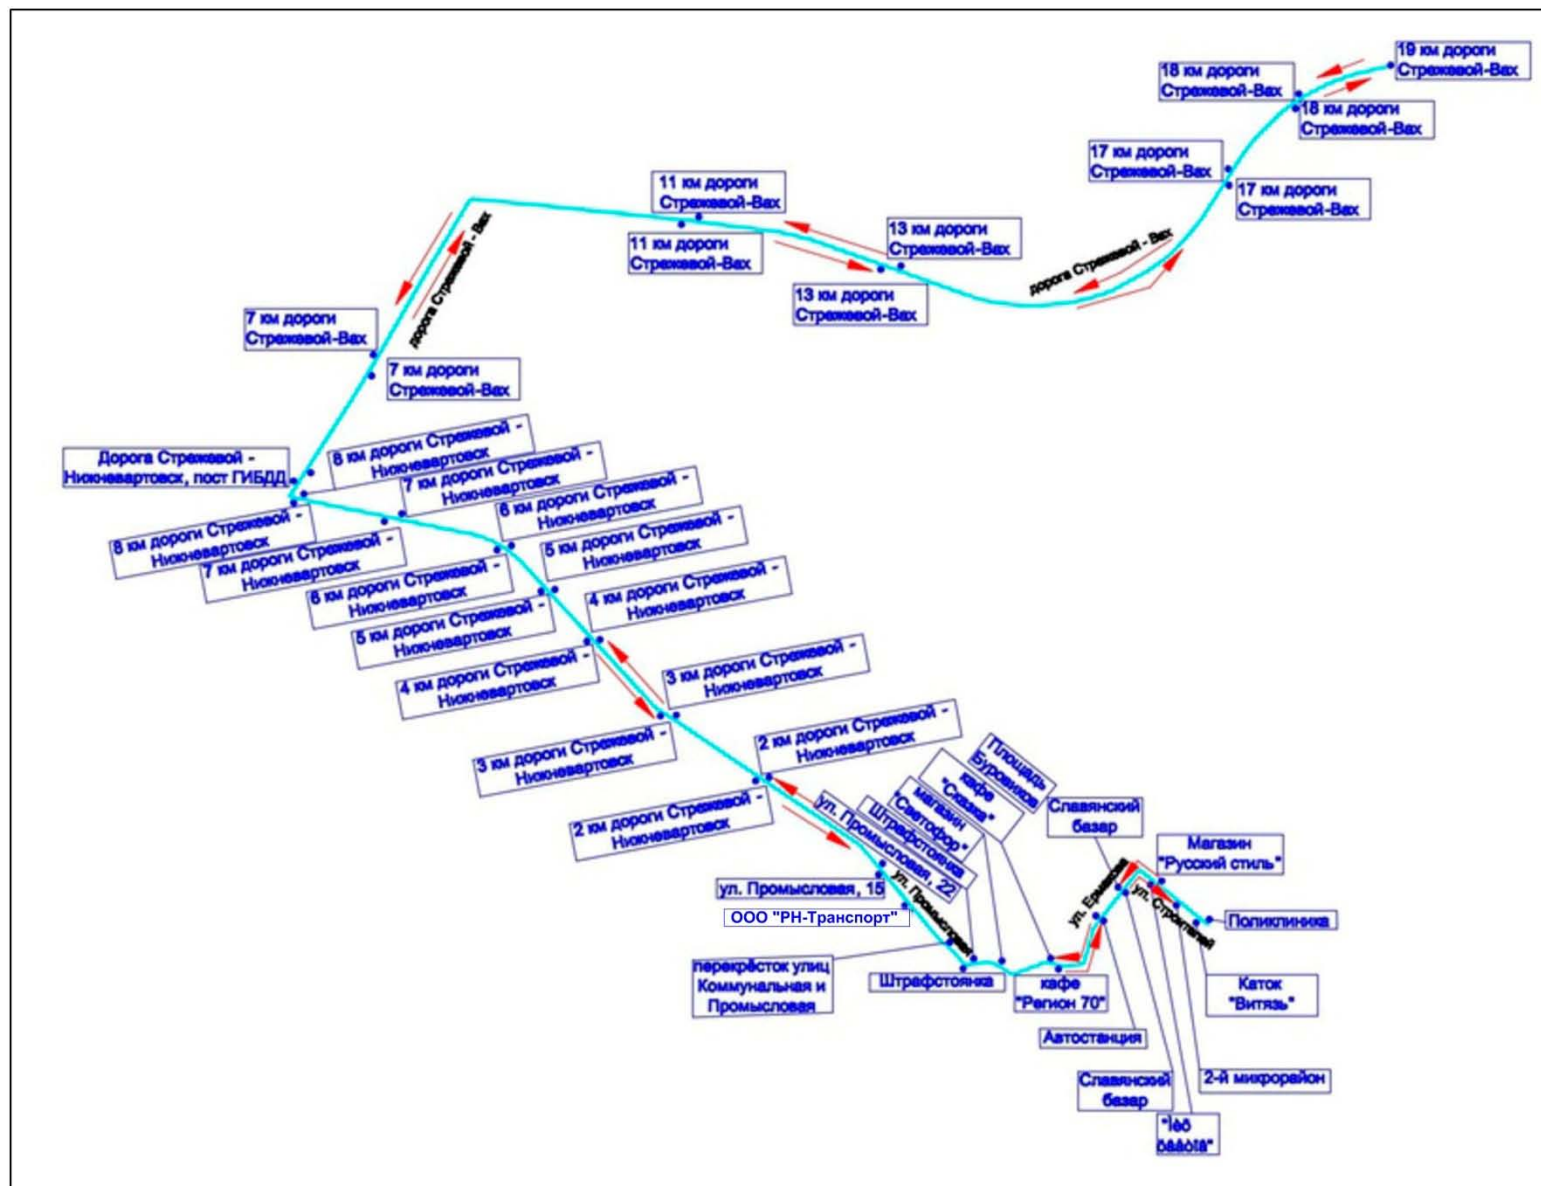 19 км дороги
Стрежевой-Вах
18 км дороги
Стрежевой-Вах
18 км дороги
Стрежевой-Вах
17 км дороги
Стрежевой-Вах
17 км дороги
Стрежевой-Вах
11 км дороги
Стрежевой-Вах
11 км дороги
Стрежевой-Вах
13 км дороги
Стрежевой-Вах
13 км дороги
Стрежевой-Вах
дорога Стрежевой - Вах
дорога Стрежевой - Вах
7 км дороги
Стрежевой-Вах
7 км дороги
Стрежевой-Вах
Дорога Стрежевой -
Нижневартовск, пост ГИБДД
8 км дороги Стрежевой -
Нижневартовск
7 км дороги Стрежевой -
Нижневартовск
6 км дороги Стрежевой -
Нижневартовск
5 км дороги Стрежевой -
Нижневартовск
4 км дороги Стрежевой -
Нижневартовск
3 км дороги Стрежевой -
Нижневартовск
2 км дороги Стрежевой -
Нижневартовск
8 км дороги Стрежевой -
Нижневартовск
7 км дороги Стрежевой -
Нижневартовск
6 км дороги Стрежевой -
Нижневартовск
5 км дороги Стрежевой -
Нижневартовск
4 км дороги Стрежевой -
Нижневартовск
3 км дороги Стрежевой -
Нижневартовск
2 км дороги Стрежевой -
Нижневартовск
ул. Промысловая, 22
Штрафстоянка
магазин
"Светофор"
кафе
"Сказка"
Площадь
Буровиков
Славянский
базар
Магазин
"Русский стиль"
ул. Промысловая, 15
ООО "РН-Транспорт"
ул. Промысловая
ул. Ермакова
ул. Строителей
Поликлиника
перекрёсток улиц
Коммунальная и
Промысловая
Штрафстоянка
кафе
"Регион 70"
Каток
"Витязь"
Автостанция
2-й микрорайон
Славянский
базар
"Ìèð
öâåòîâ"